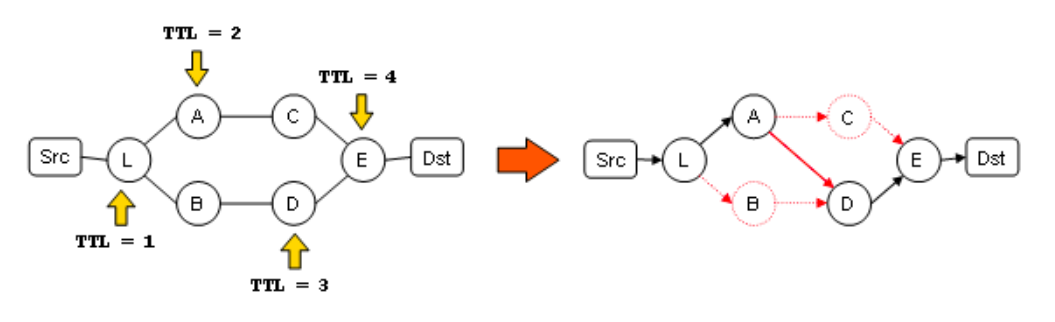 TTL = 2
TTL = 4
A
C
Src
L
E
Dst
B
D
TTL = 1
TTL = 3
A
C
Src
L
E
Dst
B
D